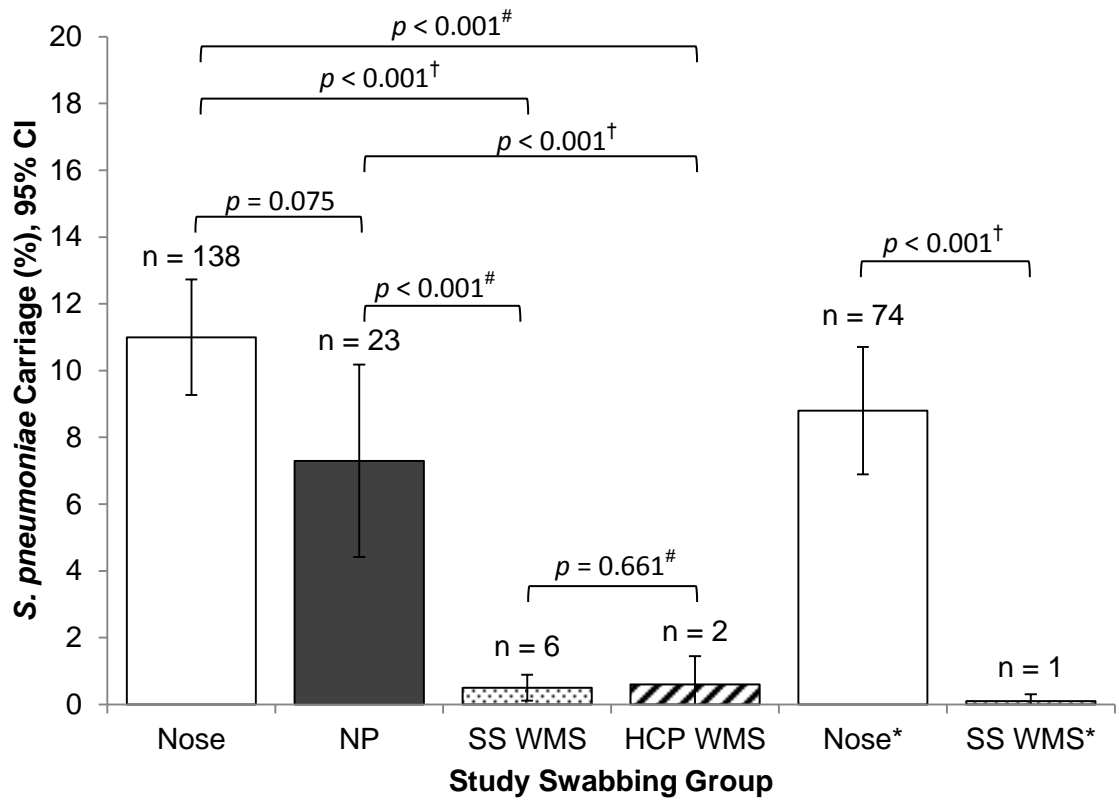 20
18
16
14
12
10
8
6
4
2
0
S. pneumoniae Carriage (%), 95% CI
p < 0.001#
p < 0.001†
p < 0.001†
p = 0.075
n = 138
p < 0.001†
p < 0.001#
n = 23
n = 74
p = 0.661#
n = 6
n = 2
n = 1
Nose
NP
SS WMS
HCP WMS
Nose*
SS WMS*
Study Swabbing Group